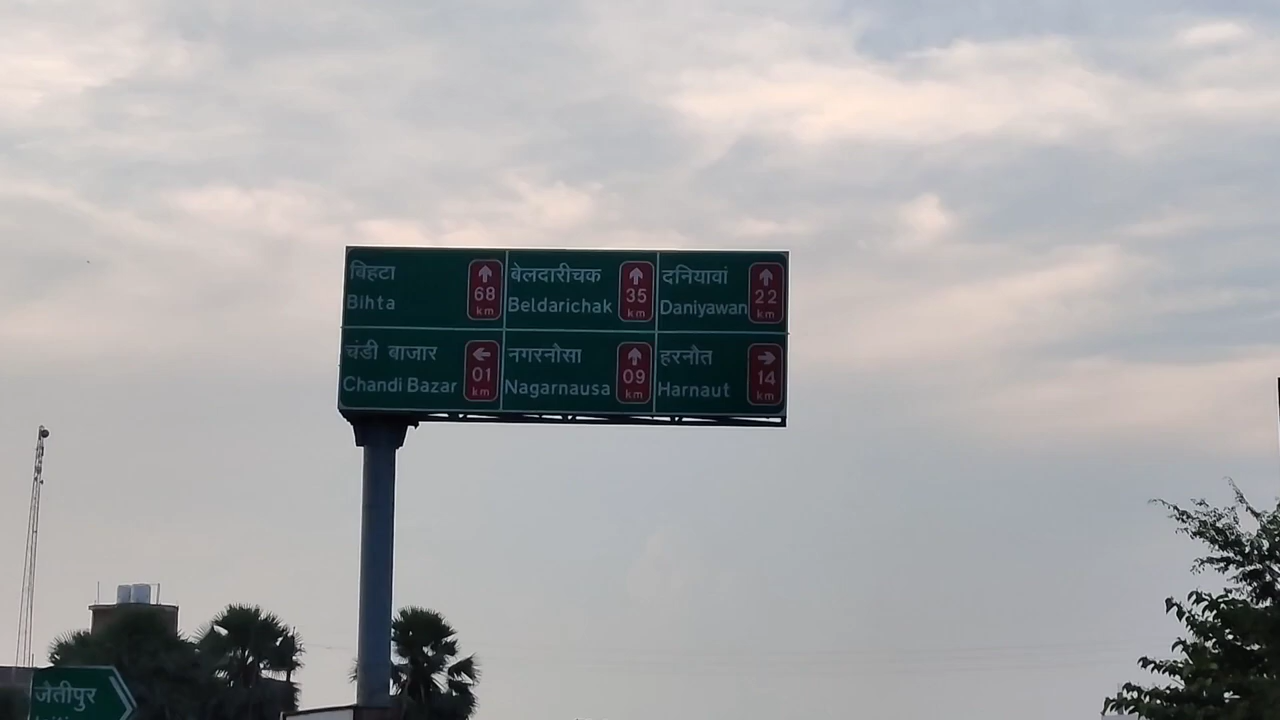 बिहटा
Bihta
68
km
बेलदारीचक
Beldarichak
35
km
दनियावां
Daniyawan
22
km
चंडी बाजार
Chandi Bazar
01
km
नगरनौसा
Nagarnausa
09
km
हरनौत
Harnaut
14
km
जैतीपुर